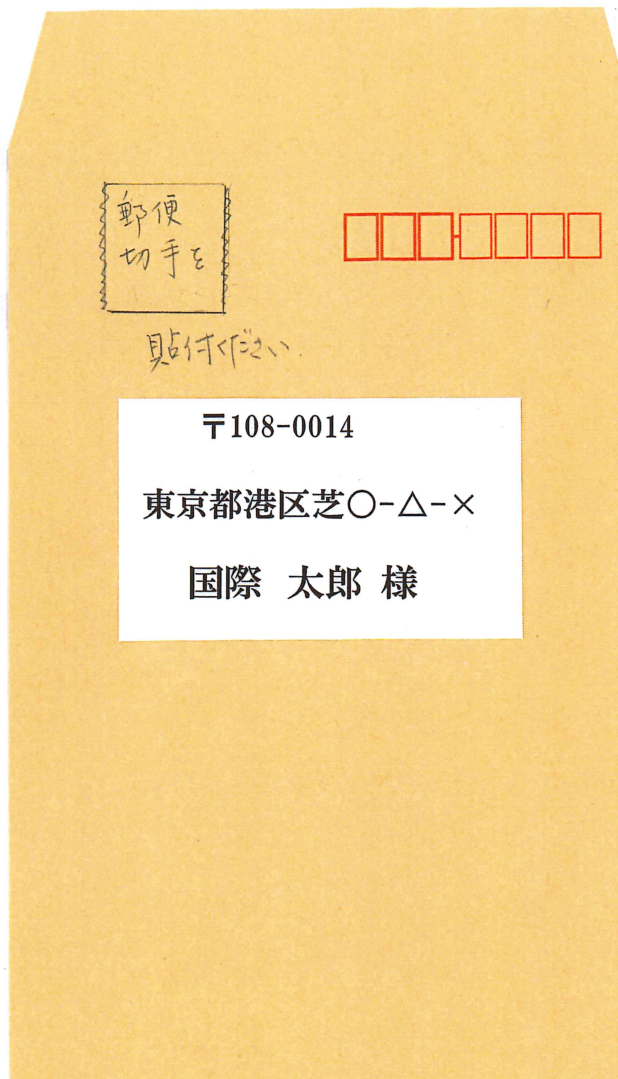 郵便
切手を
貼付ください.
〒108-0014
東京都港区芝〇-△-×
国際 太郎 様